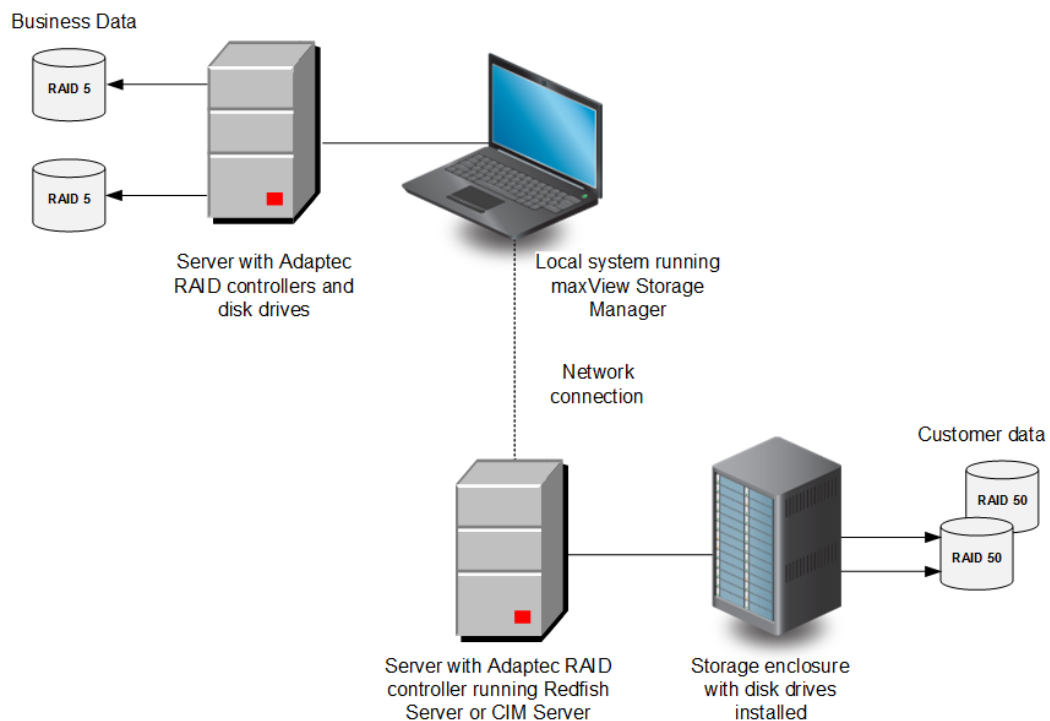 Business Data
RAID 5
RAID 5
Server with Adaptec
RAID controllers and
disk drives
Local system running
maxView Storage
Manager
Network
connection
Customer data
RAID 50
RAID 50
Server with Adaptec RAID
controller running Redfish
Server or CIM Server
Storage enclosure
with disk drives
installed